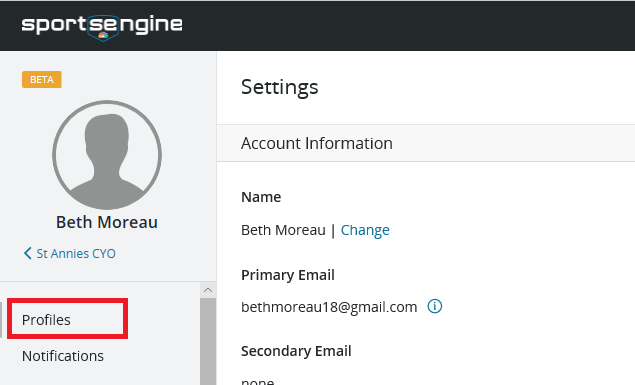 sportsengine
BETA
Beth Moreau
St Annies CYO
Profiles
Notifications
Settings
Account Information
Name
Beth Moreau | Change
Primary Email
bethmoreau18@gmail.com
Secondary Email
none